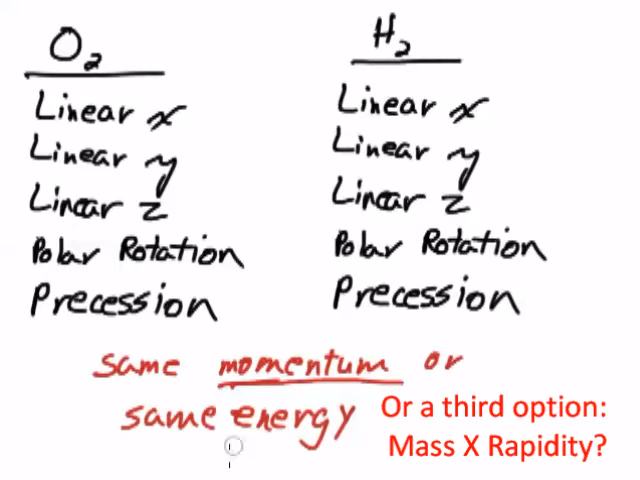 O2
Linear x
Linear y
Linear z
Polar Rotation
Precession
H2
Linear x
Linear y
Linear z
Polar Rotation
Precession
same momentum or
same energy
Or a third option:
Mass X Rapidity?